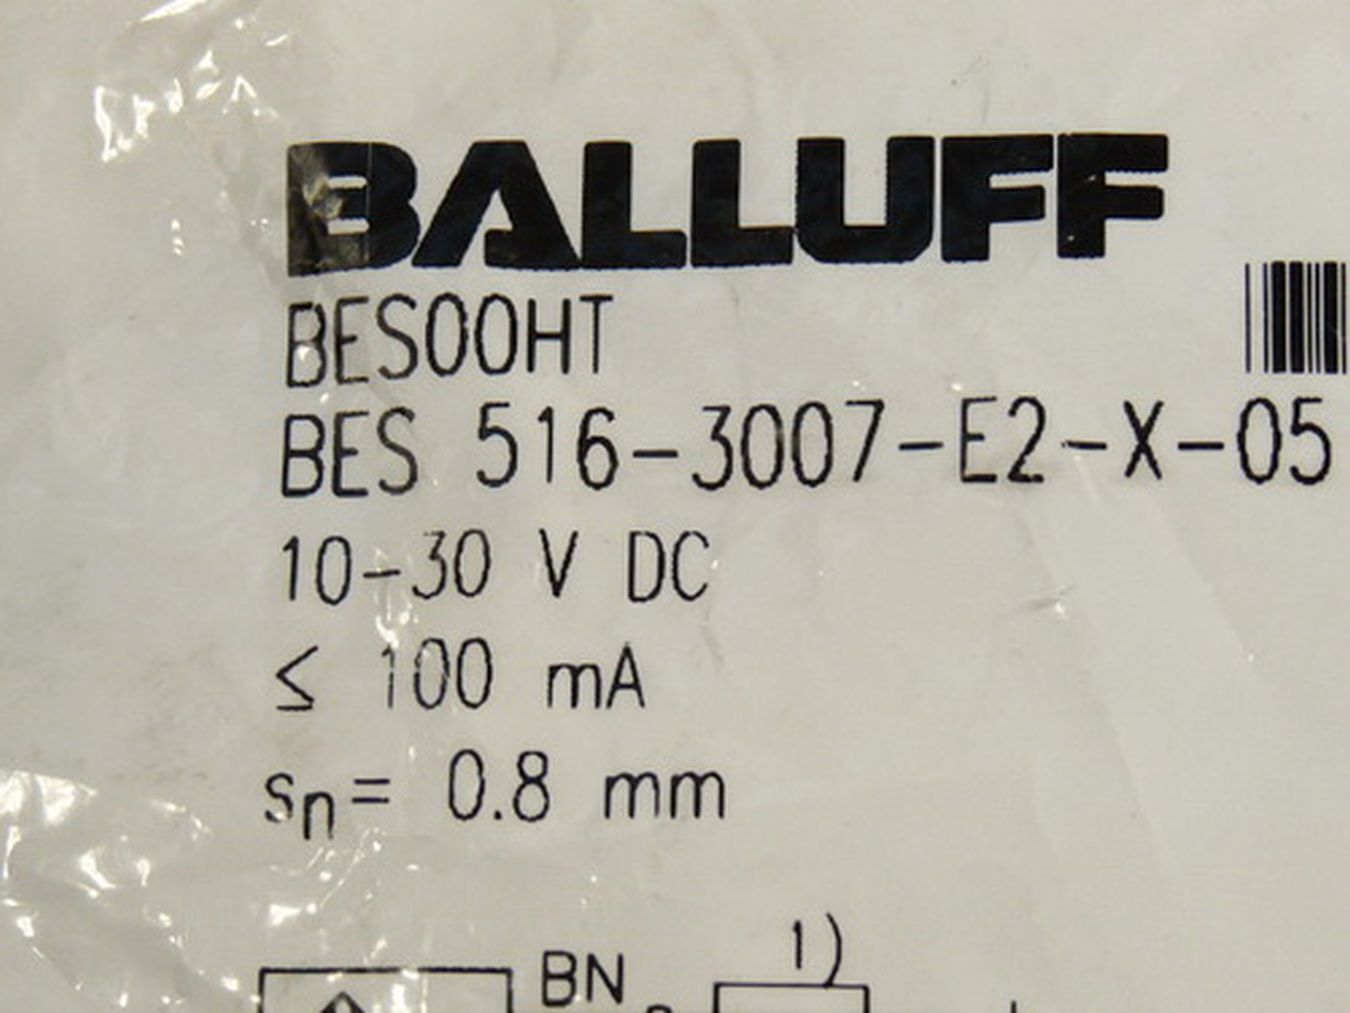 BALLUFF
BES00HT
BES 516-3007-E2-X-05
10-30 V DC
≤ 100 mA
sn= 0.8 mm
1)
BN